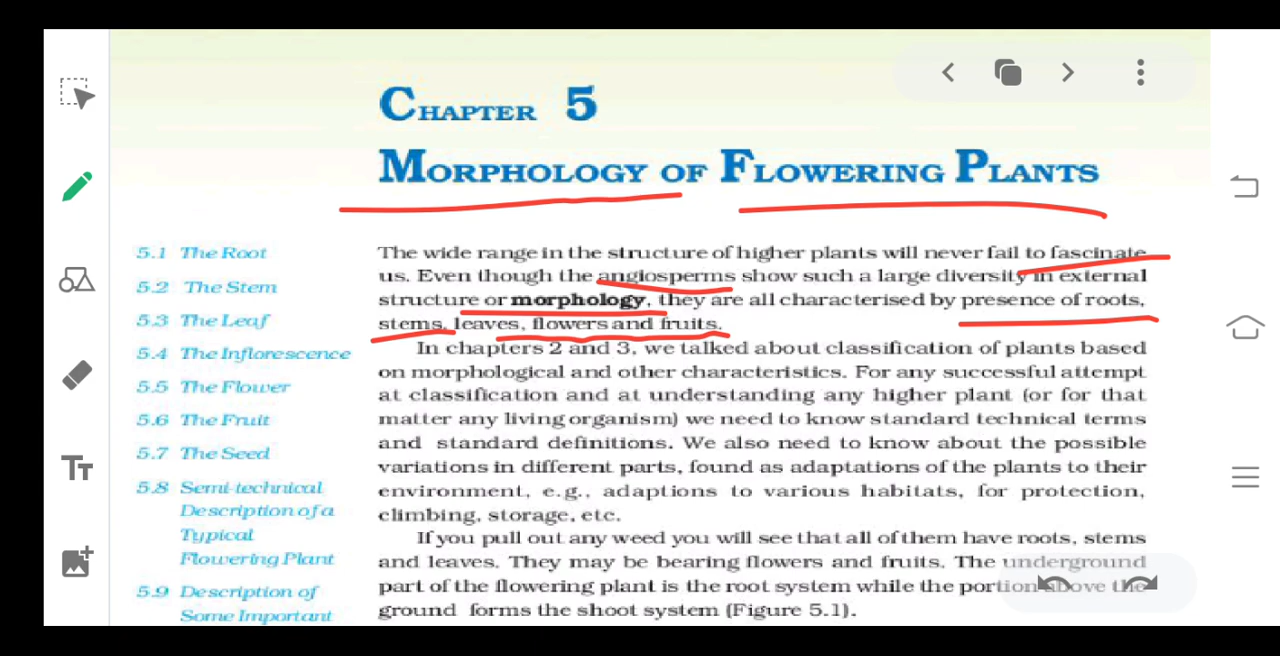 CHAPTER 5
MORPHOLOGY OF FLOWERING PLANTS
5.1 The Root
5.2 The Stem
5.3 The Leaf
5.4 The Inflorescence
5.5 The Flower
5.6 The Fruit
5.7 The Seed
5.8 Semi-technical
Description of a
Typical
Flowering Plant
5.9 Description of
Some Important
The wide range in the structure of higher plants will never fail to fascinate
us. Even though the angiosperms show such a large diversity in external
structure or morphology, they are all characterised by presence of roots,
stems, leaves, flowers and fruits.
In chapters 2 and 3, we talked about classification of plants based
on morphological and other characteristics. For any successful attempt
at classification and at understanding any higher plant (or for that
matter any living organism) we need to know standard technical terms
and standard definitions. We also need to know about the possible
variations in different parts, found as adaptations of the plants to their
environment, e.g., adaptions to various habitats, for protection,
climbing, storage, etc.
If you pull out any weed you will see that all of them have roots, stems
and leaves. They may be bearing flowers and fruits. The underground
part of the flowering plant is the root system while the portion above the
ground forms the shoot system (Figure 5.1).
TT